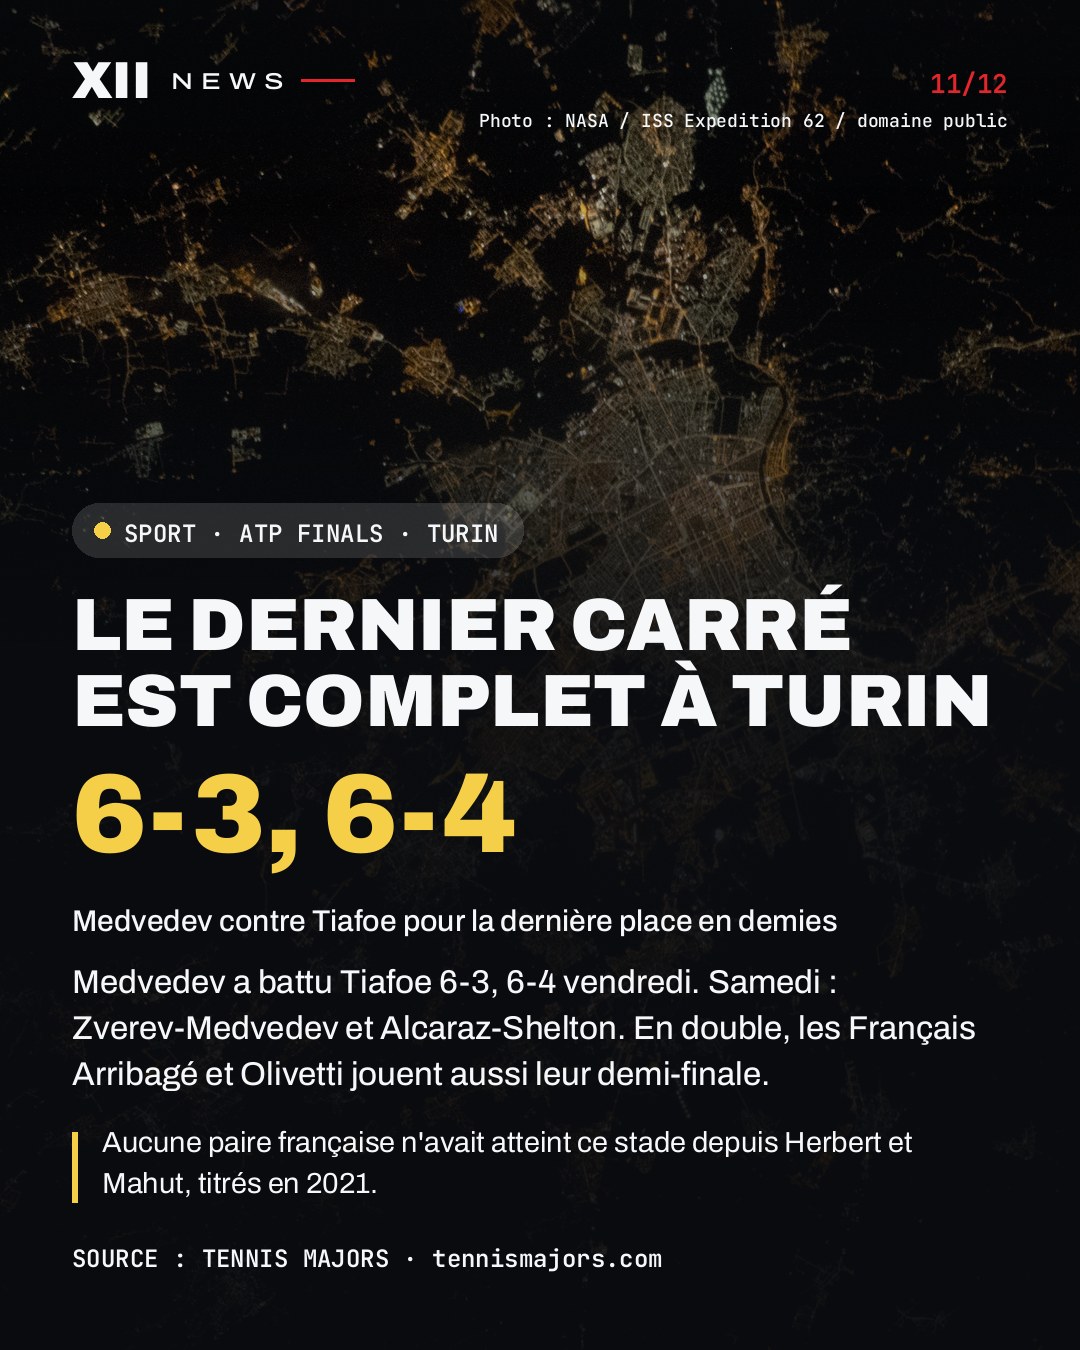 XII NEWS
11/12
Photo : NASA / ISS Expedition 62 / domaine public
SPORT · ATP FINALS · TURIN
LE DERNIER CARRÉ
EST COMPLET À TURIN
6-3, 6-4
Medvedev contre Tiafoe pour la dernière place en demies
Medvedev a battu Tiafoe 6-3, 6-4 vendredi. Samedi :
Zverev-Medvedev et Alcaraz-Shelton. En double, les Français
Arribagé et Olivetti jouent aussi leur demi-finale.
Aucune paire française n'avait atteint ce stade depuis Herbert et
Mahut, titrés en 2021.
SOURCE : TENNIS MAJORS · tennismajors.com